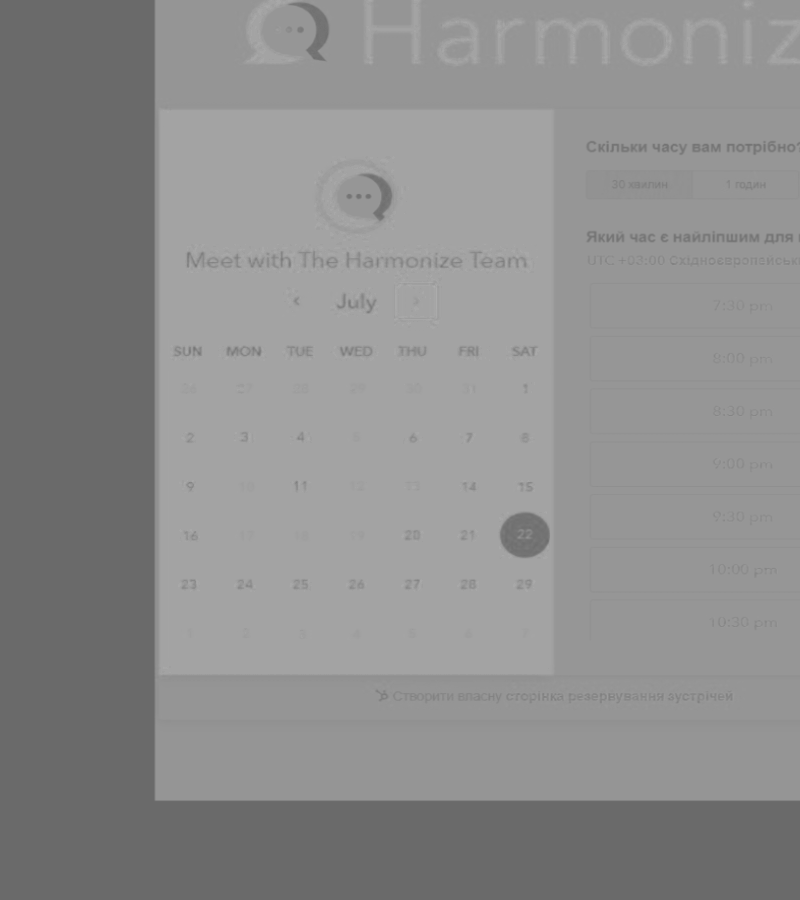 Harmoniz
Meet with The Harmonize Team
‹ July ›
SUN MON TUE WED THU FRI SAT
26 27 28 29 30 31 1
2 3 4 5 6 7 8
9 10 11 12 13 14 15
16 17 18 19 20 21 22
23 24 25 26 27 28 29
1 2 3 4 5 6 7
Скільки часу вам потрібно?
30 хвилин 1 годин
Який час є найліпшим для
UTC +03:00 Східноєвропейськ
7:30 pm
8:00 pm
8:30 pm
9:00 pm
9:30 pm
10:00 pm
10:30 pm
Створити власну сторінка резервування зустрічей